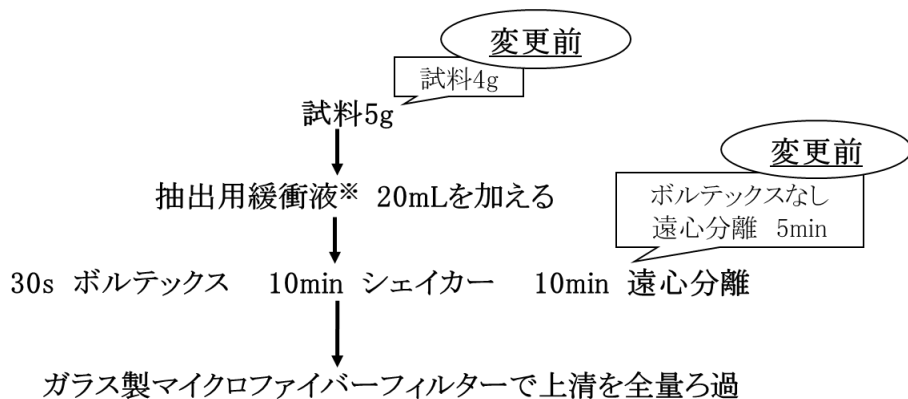 変更前
試料4g
試料5g
変更前
抽出用緩衝液※ 20mLを加える
ボルテックスなし
遠心分離 5min
30s ボルテックス 10min シェイカー 10min 遠心分離
ガラス製マイクロファイバーフィルターで上清を全量ろ過